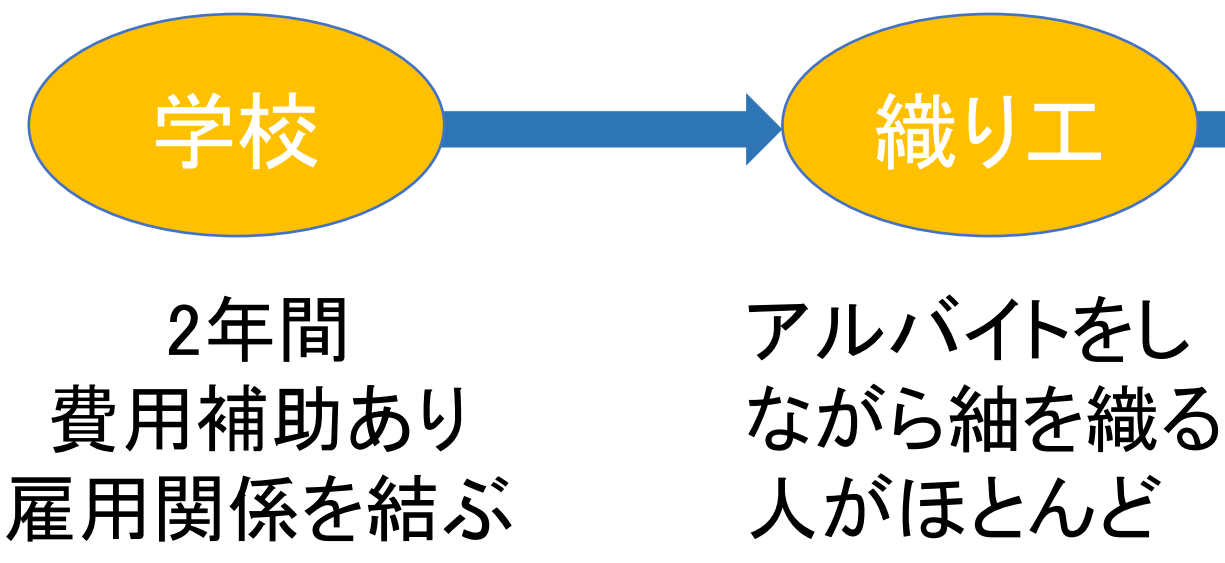 学校
2年間
費用補助あり
雇用関係を結ぶ
織り工
アルバイトをし
ながら紬を織る
人がほとんど